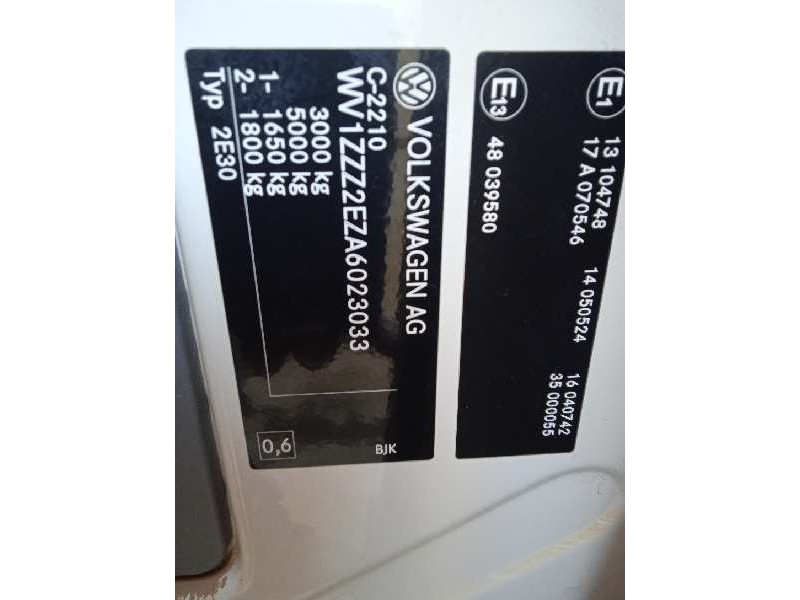 VOLKSWAGEN AG
C-2210
WV1ZZZ2EZA6023033
3000 kg
5000 kg
1- 1650 kg
2- 1800 kg
Typ 2E30
0,6
BJK
E1
13 104748
17 A 070546
14 050524
16 040742
35 000055
E13
48 039580